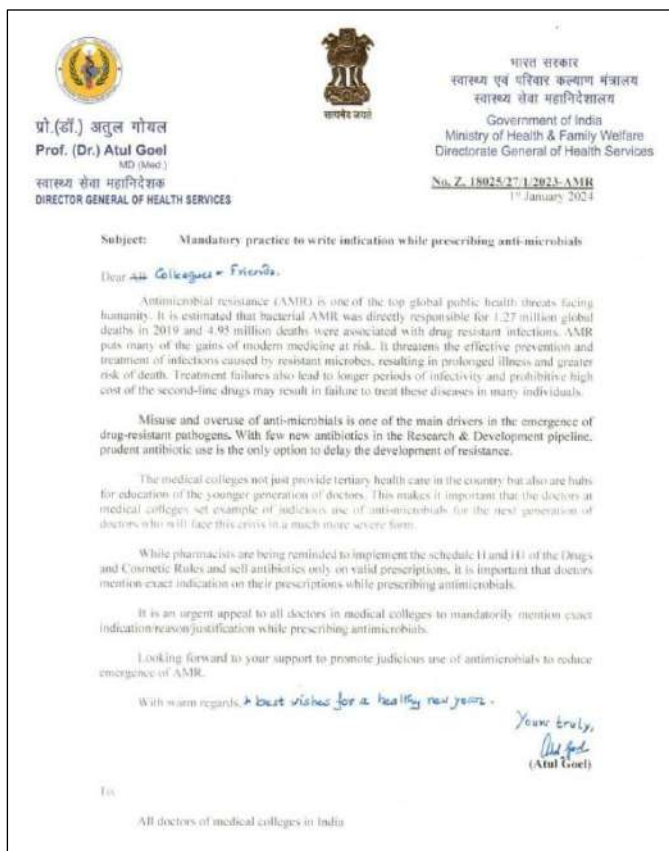 प्रो.(डॉ.) अतुल गोयल
Prof. (Dr.) Atul Goel
MD (Med.)
स्वास्थ्य सेवा महानिदेशक
DIRECTOR GENERAL OF HEALTH SERVICES
सत्यमेव जयते
भारत सरकार
स्वास्थ्य एवं परिवार कल्याण मंत्रालय
स्वास्थ्य सेवा महानिदेशालय
Government of India
Ministry of Health & Family Welfare
Directorate General of Health Services
No. Z. 18025/27/1/2023-AMR
1st January 2024
Subject: Mandatory practice to write indication while prescribing anti-microbials
Dear All Colleagues & Friends.
Antimicrobial resistance (AMR) is one of the top global public health threats facing
humanity. It is estimated that bacterial AMR was directly responsible for 1.27 million global
deaths in 2019 and 4.95 million deaths were associated with drug resistant infections. AMR
puts many of the gains of modern medicine at risk. It threatens the effective prevention and
treatment of infections caused by resistant microbes, resulting in prolonged illness and greater
risk of death. Treatment failures also lead to longer periods of infectivity and prohibitive high
cost of the second-line drugs may result in failure to treat these diseases in many individuals.
Misuse and overuse of anti-microbials is one of the main drivers in the emergence of
drug-resistant pathogens. With few new antibiotics in the Research & Development pipeline,
prudent antibiotic use is the only option to delay the development of resistance.
The medical colleges not just provide tertiary health care in the country but also are hubs
for education of the younger generation of doctors. This makes it important that the doctors at
medical colleges set example of judicious use of anti-microbials for the next generation of
doctors who will face this crisis in a much more severe form.
While pharmacists are being reminded to implement the schedule H and H1 of the Drugs
and Cosmetic Rules and sell antibiotics only on valid prescriptions, it is important that doctors
mention exact indication on their prescriptions while prescribing antimicrobials.
It is an urgent appeal to all doctors in medical colleges to mandatorily mention exact
indication/reason/justification while prescribing antimicrobials.
Looking forward to your support to promote judicious use of antimicrobials to reduce
emergence of AMR.
With warm regards, & best wishes for a healthy new year.
Yours truly,
(Atul Goel)
To,
All doctors of medical colleges in India